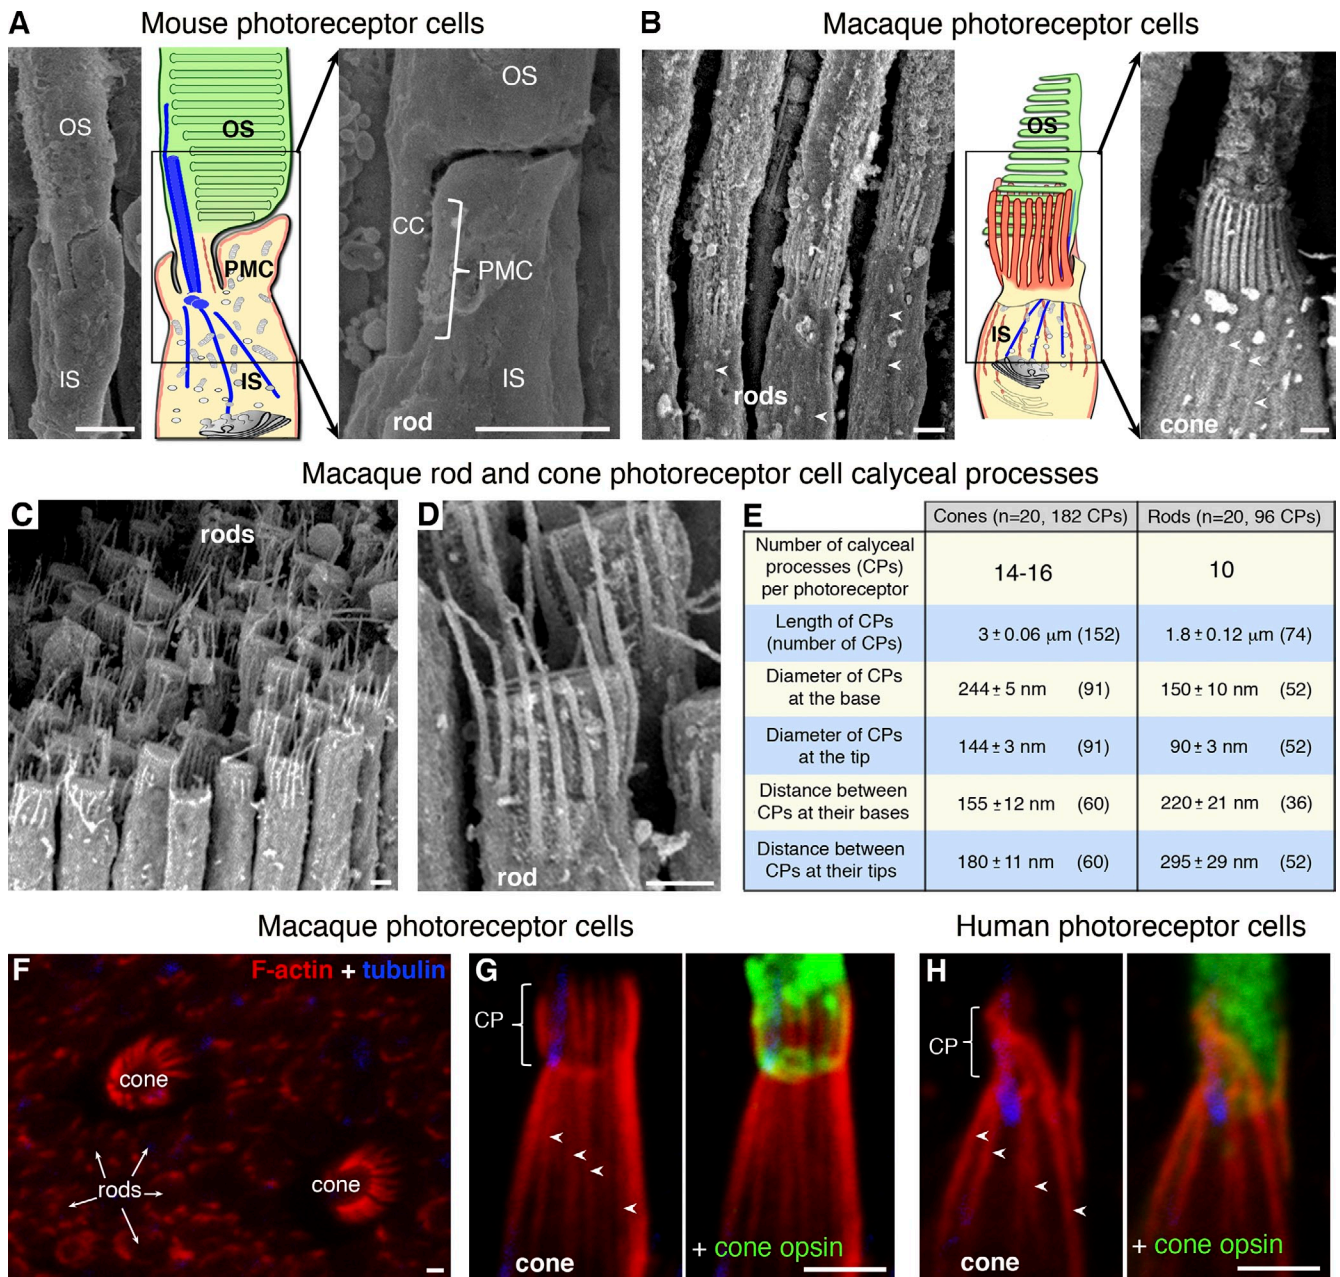 A
Mouse photoreceptor cells
OS
IS
OS
PMC
IS
OS
CC
PMC
IS
rod
B
Macaque photoreceptor cells
rods
OS
IS
cone
Macaque rod and cone photoreceptor cell calyceal processes
C
rods
D
rod
E
Cones (n=20, 182 CPs) Rods (n=20, 96 CPs)
Number of calyceal
processes (CPs)
per photoreceptor
14-16 10
Length of CPs
(number of CPs)
3±0.06 µm (152) 1.8±0.12 µm (74)
Diameter of CPs
at the base
244±5 nm (91) 150±10 nm (52)
Diameter of CPs
at the tip
144±3 nm (91) 90±3 nm (52)
Distance between
CPs at their bases
155±12 nm (60) 220±21 nm (36)
Distance between
CPs at their tips
180±11 nm (60) 295±29 nm (52)
Macaque photoreceptor cells
F
F-actin + tubulin
cone
cone
rods
G
CP
cone
+ cone opsin
Human photoreceptor cells
H
CP
cone
+ cone opsin